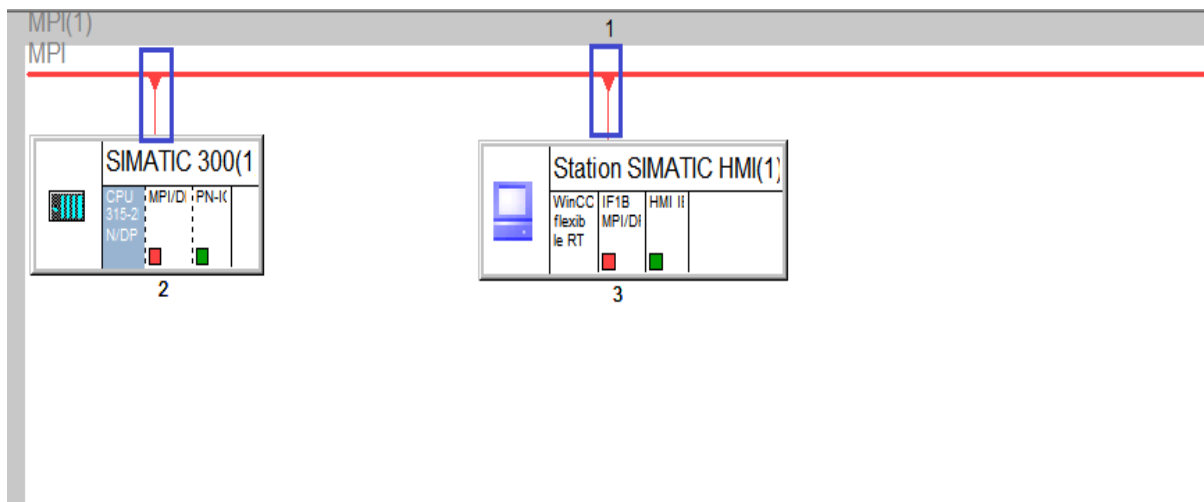 MPI(1)
1
MPI
SIMATIC 300(1
CPU
315-2
N/DP
MPI/D
PN-I
2
Station SIMATIC HMI(1)
WinCC
flexib
le RT
IF1B
MPI/D
HMI
3